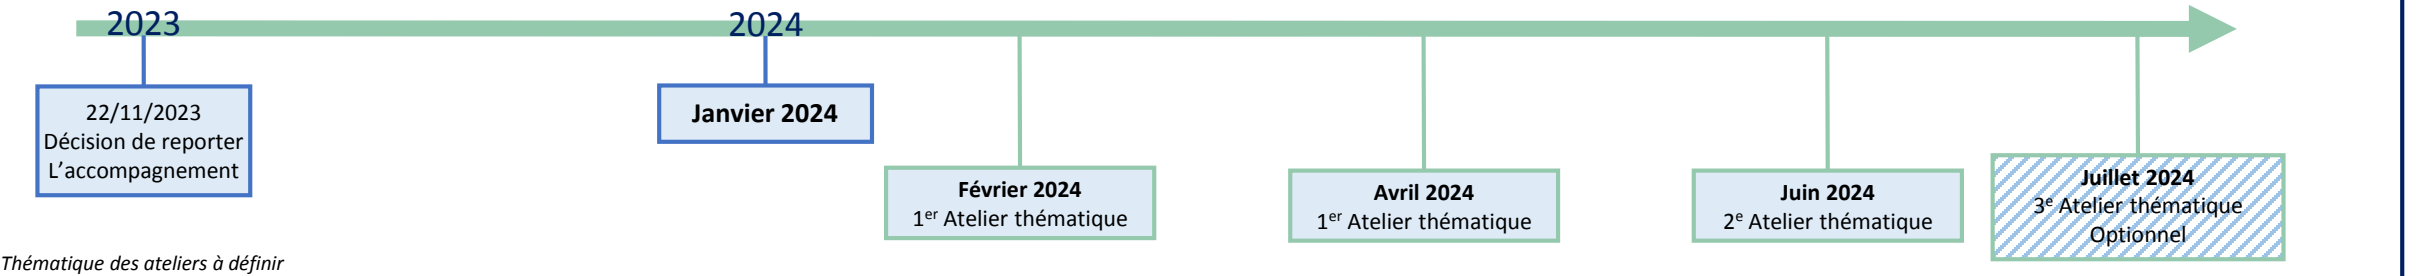 2023
2024
22/11/2023
Décision de reporter
L’accompagnement
Janvier 2024
Février 2024
1er Atelier thématique
Avril 2024
1er Atelier thématique
Juin 2024
2e Atelier thématique
Juillet 2024
3e Atelier thématique
Optionnel
Thématique des ateliers à définir